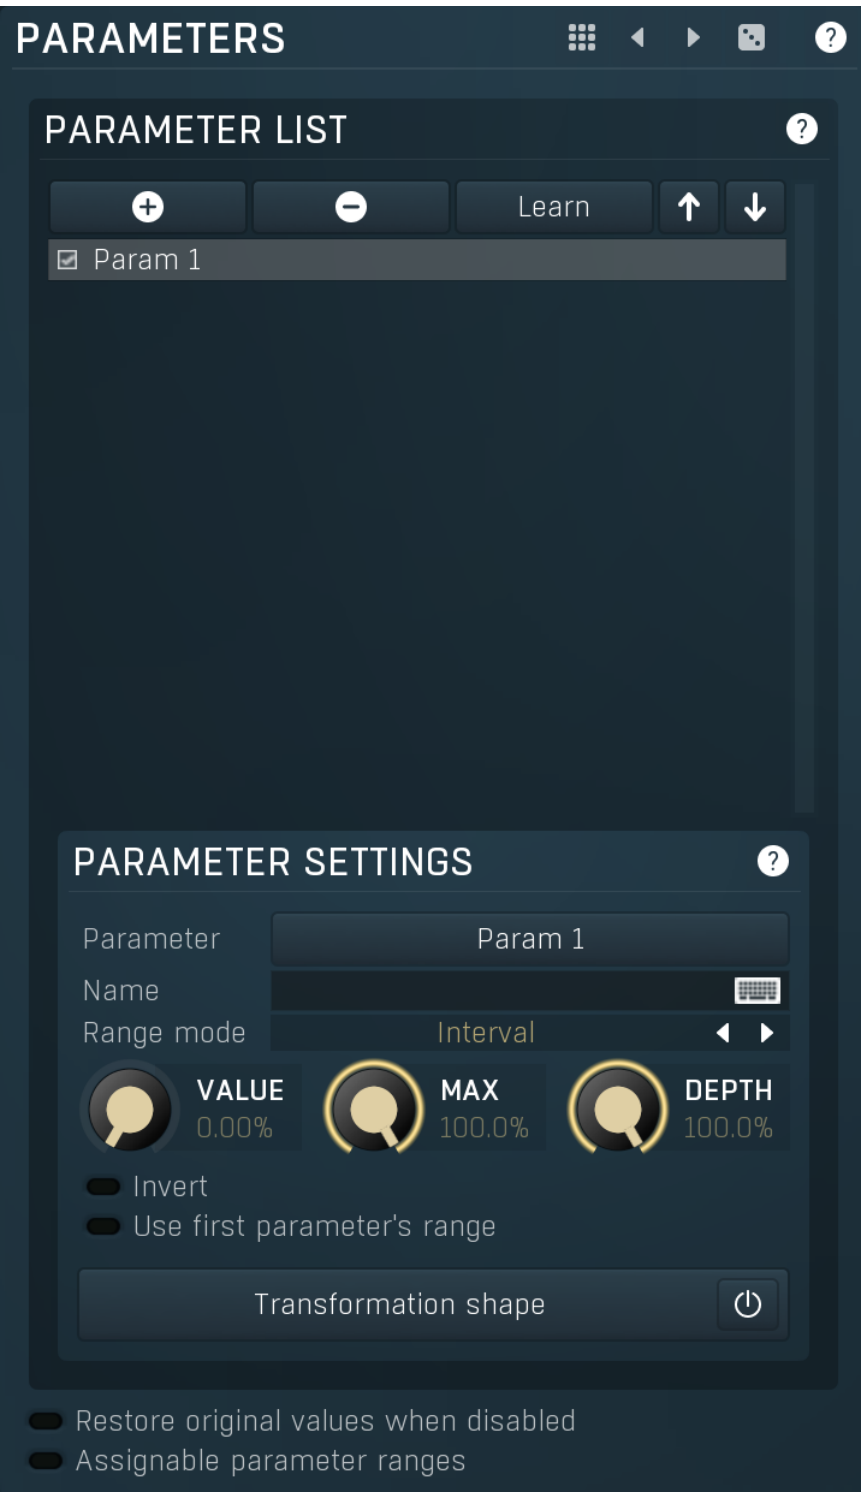 PARAMETERS ?
PARAMETER LIST ?
Learn
Param 1
PARAMETER SETTINGS ?
Parameter Param 1
Name
Range mode Interval
VALUE MAX DEPTH
0.00% 100.0% 100.0%
Invert
Use first parameter's range
Transformation shape
Restore original values when disabled
Assignable parameter ranges